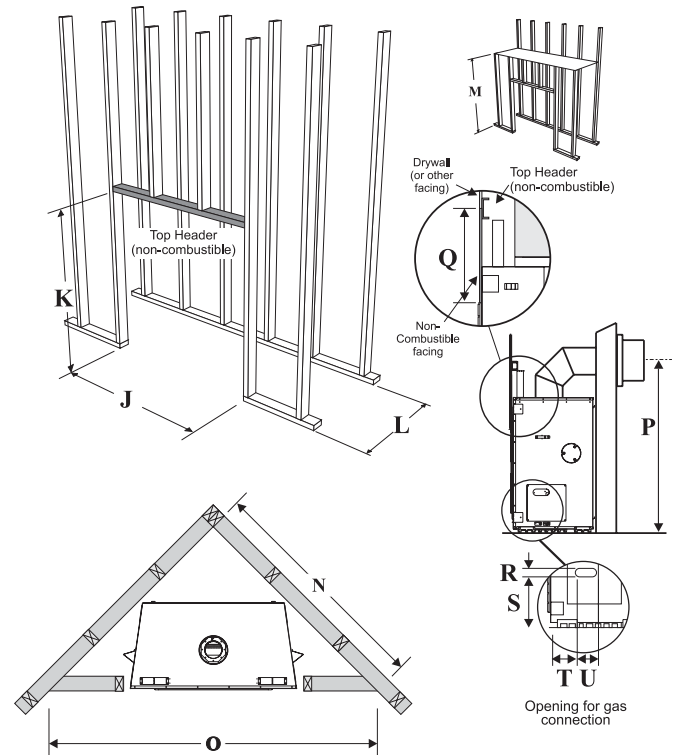 M
Drywall
(or other
facing)
Top Header
(non-combustible)
Top Header
(non-combustible)
Q
K
Non-
Combustible
facing
J
L
P
N
R
S
T U
O
Opening for gas
connection